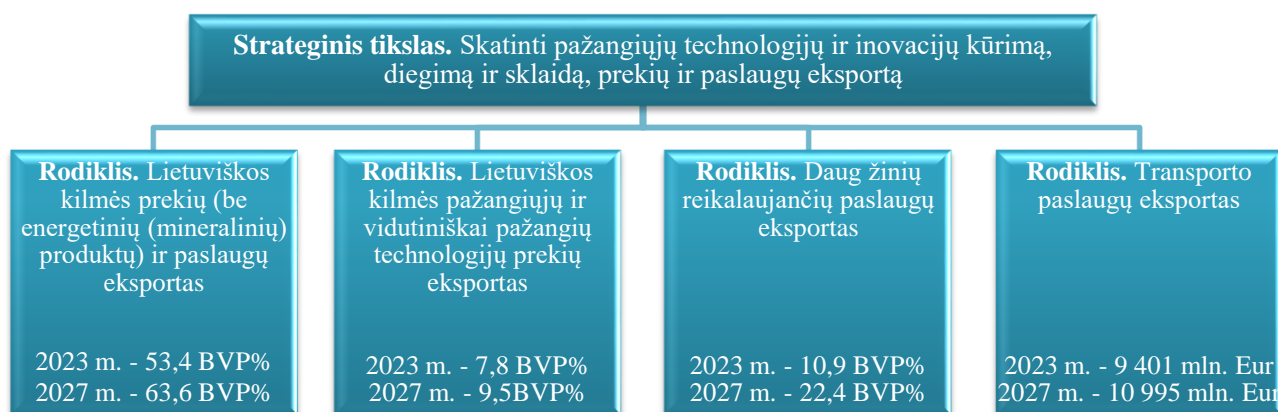 Strateginis tikslas. Skatinti pažangiųjų technologijų ir inovacijų kūrimą,
diegimą ir sklaidą, prekių ir paslaugų eksportą
Rodiklis. Lietuviškos
kilmės prekių (be
energetinių (mineralinių)
produktų) ir paslaugų
eksportas
2023 m. - 53,4 BVP%
2027 m. - 63,6 BVP%
Rodiklis. Lietuviškos
kilmės pažangiųjų ir
vidutiniškai pažangių
technologijų prekių
eksportas
2023 m. - 7,8 BVP%
2027 m. - 9,5BVP%
Rodiklis. Daug žinių
reikalaujančių paslaugų
eksportas
2023 m. - 10,9 BVP%
2027 m. - 22,4 BVP%
Rodiklis. Transporto
paslaugų eksportas
2023 m. - 9 401 mln. Eur
2027 m. - 10 995 mln. Eur